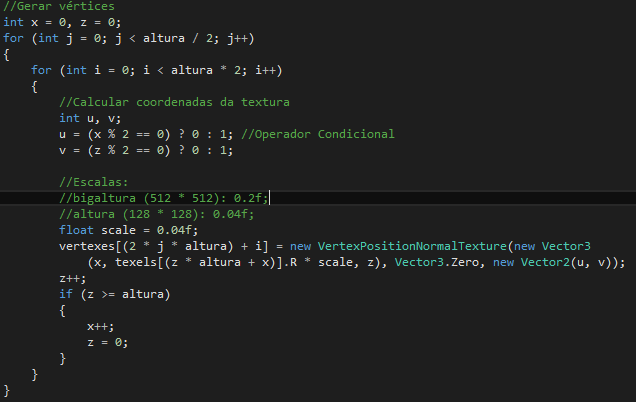 //Gerar vértices
int x = 0, z = 0;
for (int j = 0; j < altura / 2; j++)
{
for (int i = 0; i < altura * 2; i++)
{
//Calcular coordenadas da textura
int u, v;
u = (x % 2 == 0) ? 0 : 1; //Operador Condicional
v = (z % 2 == 0) ? 0 : 1;
//Escalas:
//bigaltura (512 * 512): 0.2f;
//altura (128 * 128): 0.04f;
float scale = 0.04f;
vertexes[(2 * j * altura) + i] = new VertexPositionNormalTexture(new Vector3
(x, texels[(z * altura + x)].R * scale, z), Vector3.Zero, new Vector2(u, v));
z++;
if (z >= altura)
{
x++;
z = 0;
}
}
}